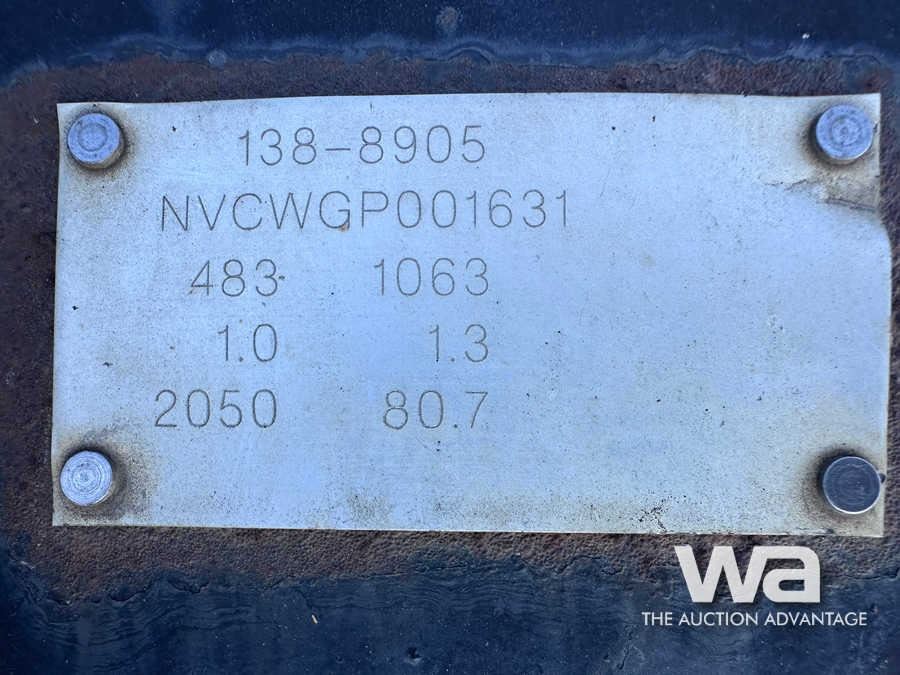 138-8905
NVCWGP001631
483 1063
1.0 1.3
2050 80.7
wa
THE AUCTION ADVANTAGE